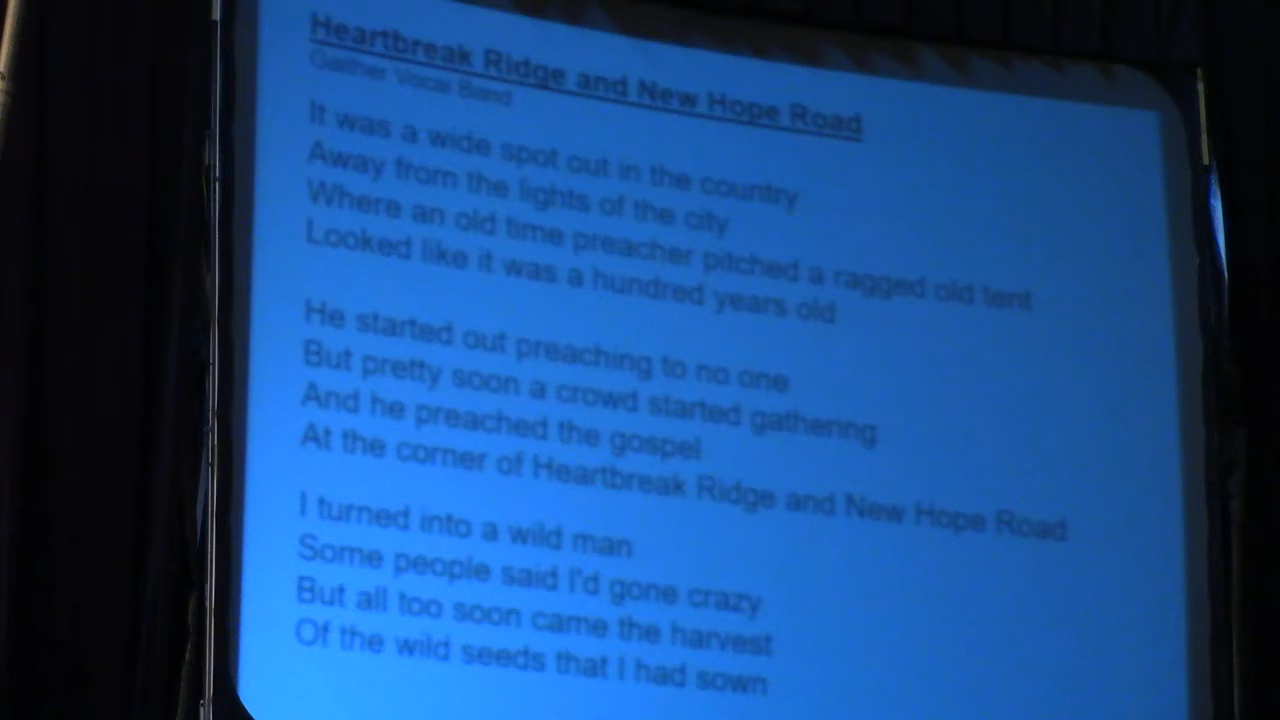 Heartbreak Ridge and New Hope Road
Gaither Vocal Band
It was a wide spot out in the country
Away from the lights of the city
Where an old time preacher pitched a ragged old tent
Looked like it was a hundred years old
He started out preaching to no one
But pretty soon a crowd started gathering
And he preached the gospel
At the corner of Heartbreak Ridge and New Hope Road
I turned into a wild man
Some people said I'd gone crazy
But all too soon came the harvest
Of the wild seeds that I had sown